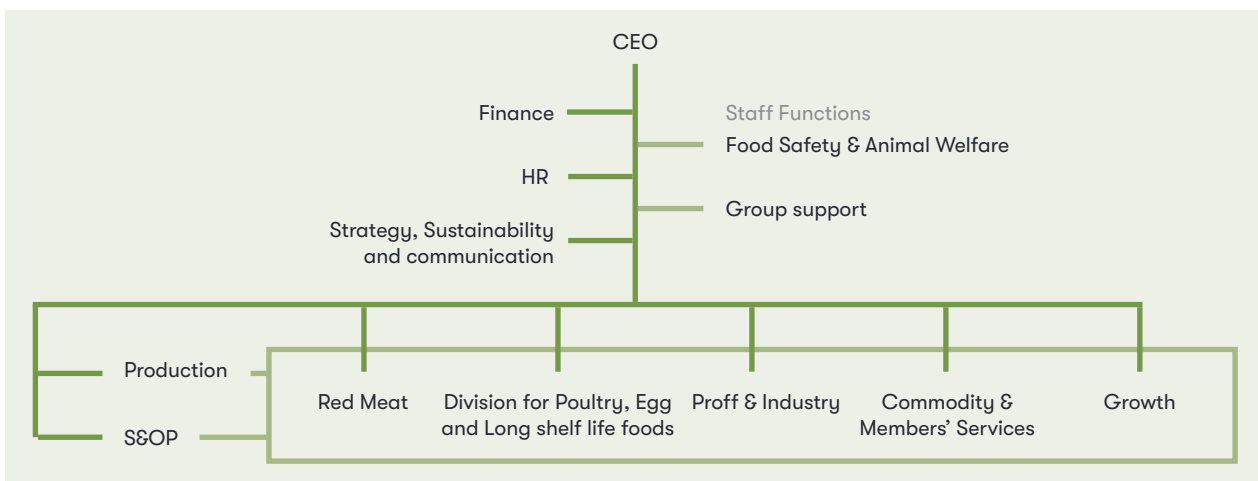 CEO
Finance
Staff Functions
Food Safety & Animal Welfare
HR
Group support
Strategy, Sustainability
and communication
Production
S&OP
Red Meat
Division for Poultry, Egg
and Long shelf life foods
Proff & Industry
Commodity &
Members’ Services
Growth